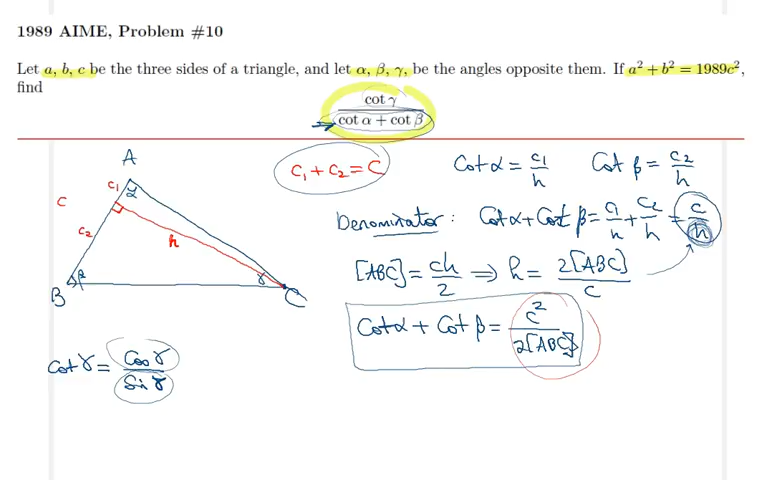 1989 AIME, Problem #10
Let a, b, c be the three sides of a triangle, and let α, β, γ, be the angles opposite them. If a² + b² = 1989c²,
find
cot γ
cot α + cot β
A
c₁ + c₂ = c
Cot α = c₁/h
Cot β = c₂/h
c₁
α
c
c₂
h
Denominator: Cot α + Cot β = c₁/h + c₂/h = c/h
B
β
γ
C
[ABC] = ch/2 ⟹ h = 2[ABC]/c
Cot α + Cot β = c²/2[ABC]
Cot γ = Cos γ/Sin γ